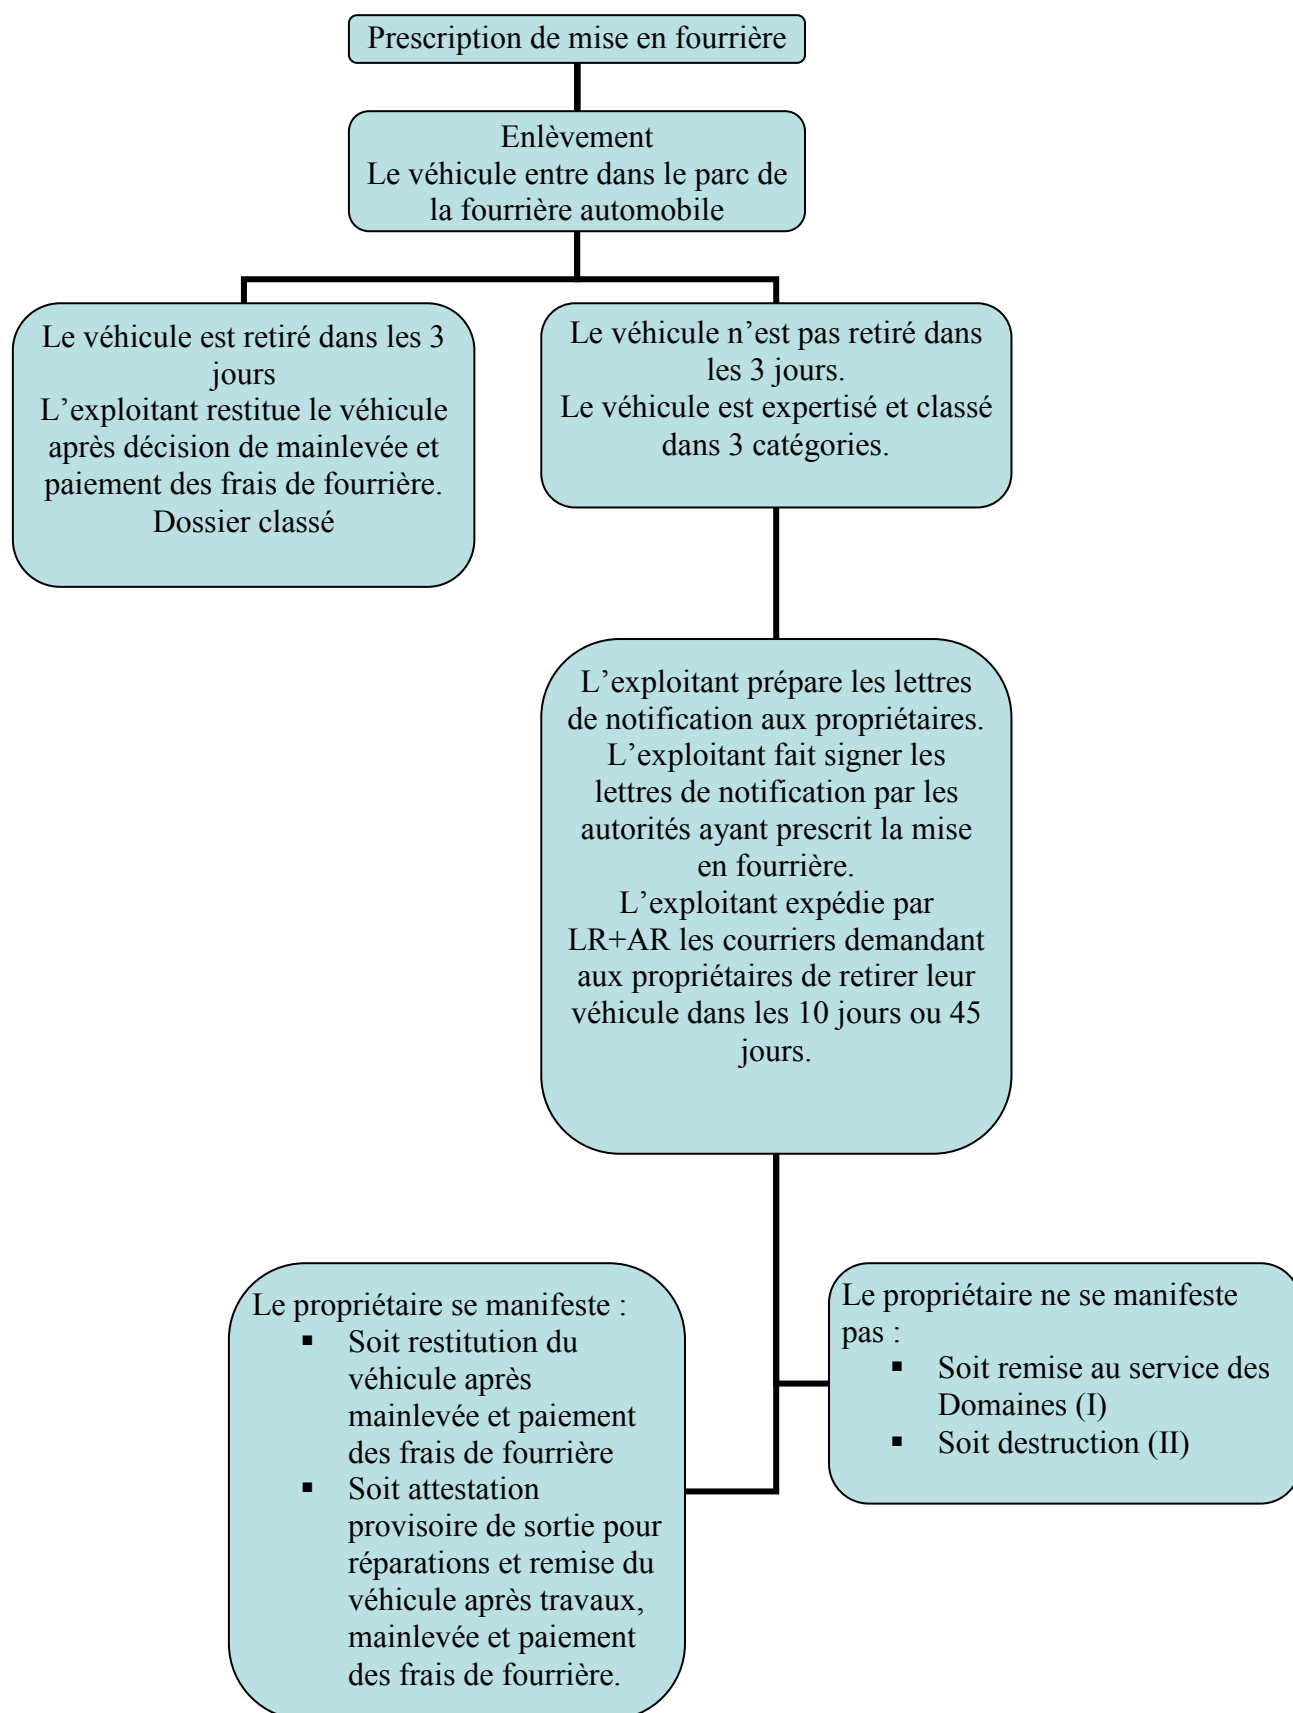 Prescription de mise en fourrière
Enlèvement
Le véhicule entre dans le parc de
la fourrière automobile
Le véhicule est retiré dans les 3
jours
L’exploitant restitue le véhicule
après décision de mainlevée et
paiement des frais de fourrière.
Dossier classé
Le véhicule n’est pas retiré dans
les 3 jours.
Le véhicule est expertisé et classé
dans 3 catégories.
L’exploitant prépare les lettres
de notification aux propriétaires.
L’exploitant fait signer les
lettres de notification par les
autorités ayant prescrit la mise
en fourrière.
L’exploitant expédie par
LR+AR les courriers demandant
aux propriétaires de retirer leur
véhicule dans les 10 jours ou 45
jours.
Le propriétaire se manifeste :
▪ Soit restitution du
véhicule après
mainlevée et paiement
des frais de fourrière
▪ Soit attestation
provisoire de sortie pour
réparations et remise du
véhicule après travaux,
mainlevée et paiement
des frais de fourrière.
Le propriétaire ne se manifeste
pas :
▪ Soit remise au service des
Domaines (I)
▪ Soit destruction (II)